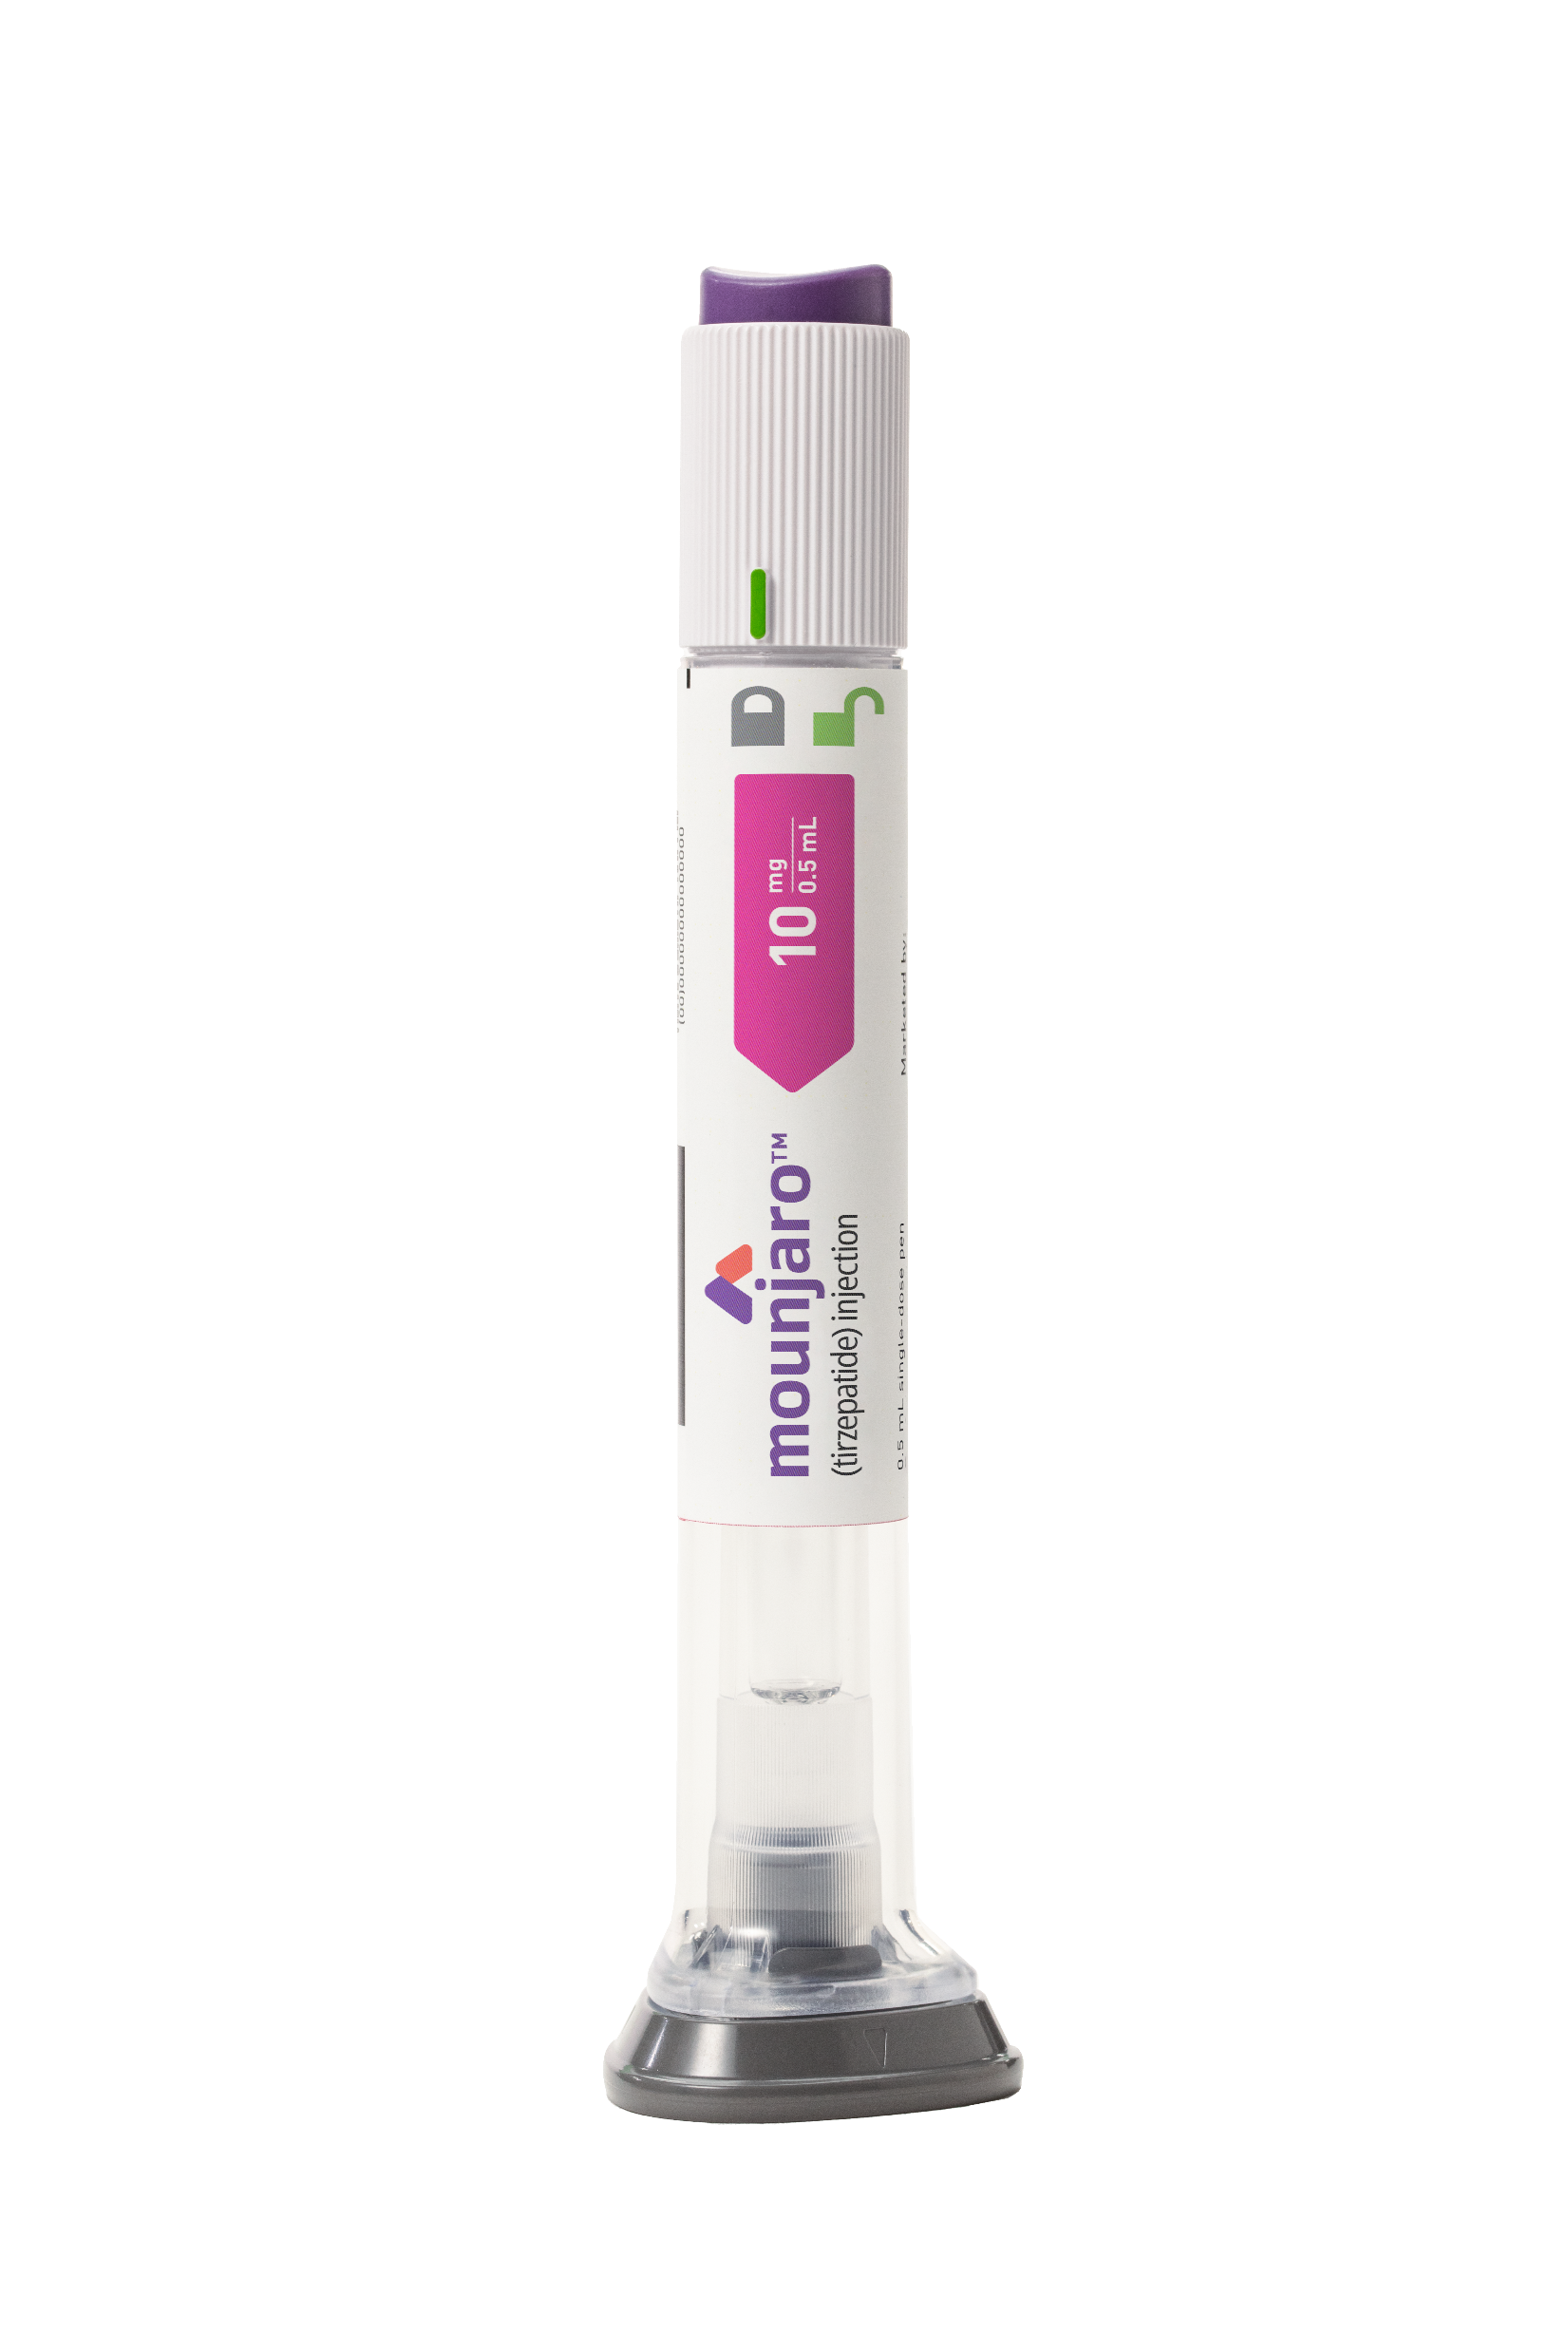 mounjaro™
(tirzepatide) injection
10 mg
0.5 mL
0.5 mL single-dose pen
Marketed by: